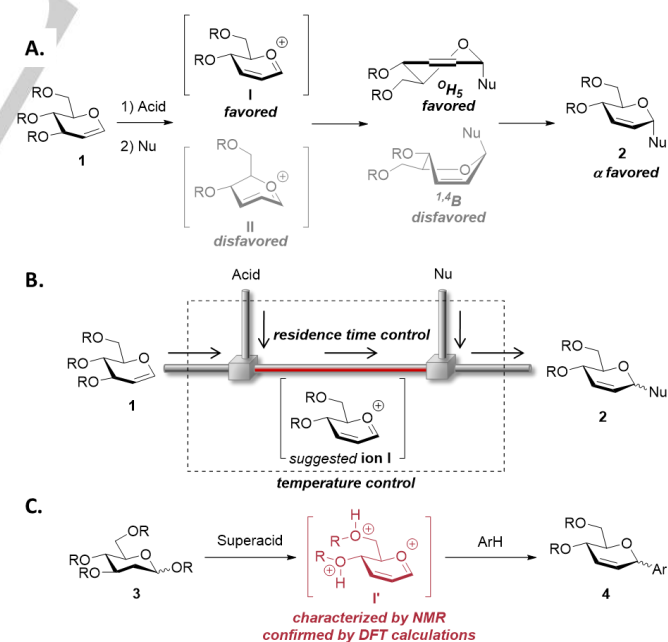 A.
RO
RO
RO
O
1
1) Acid
2) Nu
RO
RO
O
⊕
I
favored
RO
RO
O
⊕
II
disfavored
O
RO
RO
Nu
ᴼH₅
favored
Nu
RO
RO
O
¹,⁴B
disfavored
RO
RO
O
Nu
2
α favored
B.
Acid
Nu
residence time control
RO
RO
RO
O
1
RO
RO
O
⊕
suggested ion I
RO
RO
O
Nu
2
temperature control
C.
RO
RO
RO
O
OR
3
Superacid
H
R O ⊕
R O ⊕
H
O
⊕
I'
ArH
RO
RO
O
Ar
4
characterized by NMR
confirmed by DFT calculations